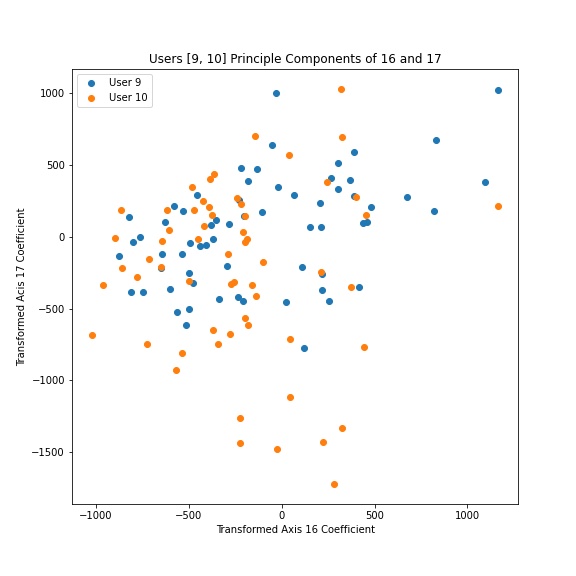 Users [9, 10] Principle Components of 16 and 17
User 9
User 10
1000
500
0
−500
−1000
−1500
Transformed Acis 17 Coefficient
−1000 −500 0 500 1000
Transformed Axis 16 Coefficient